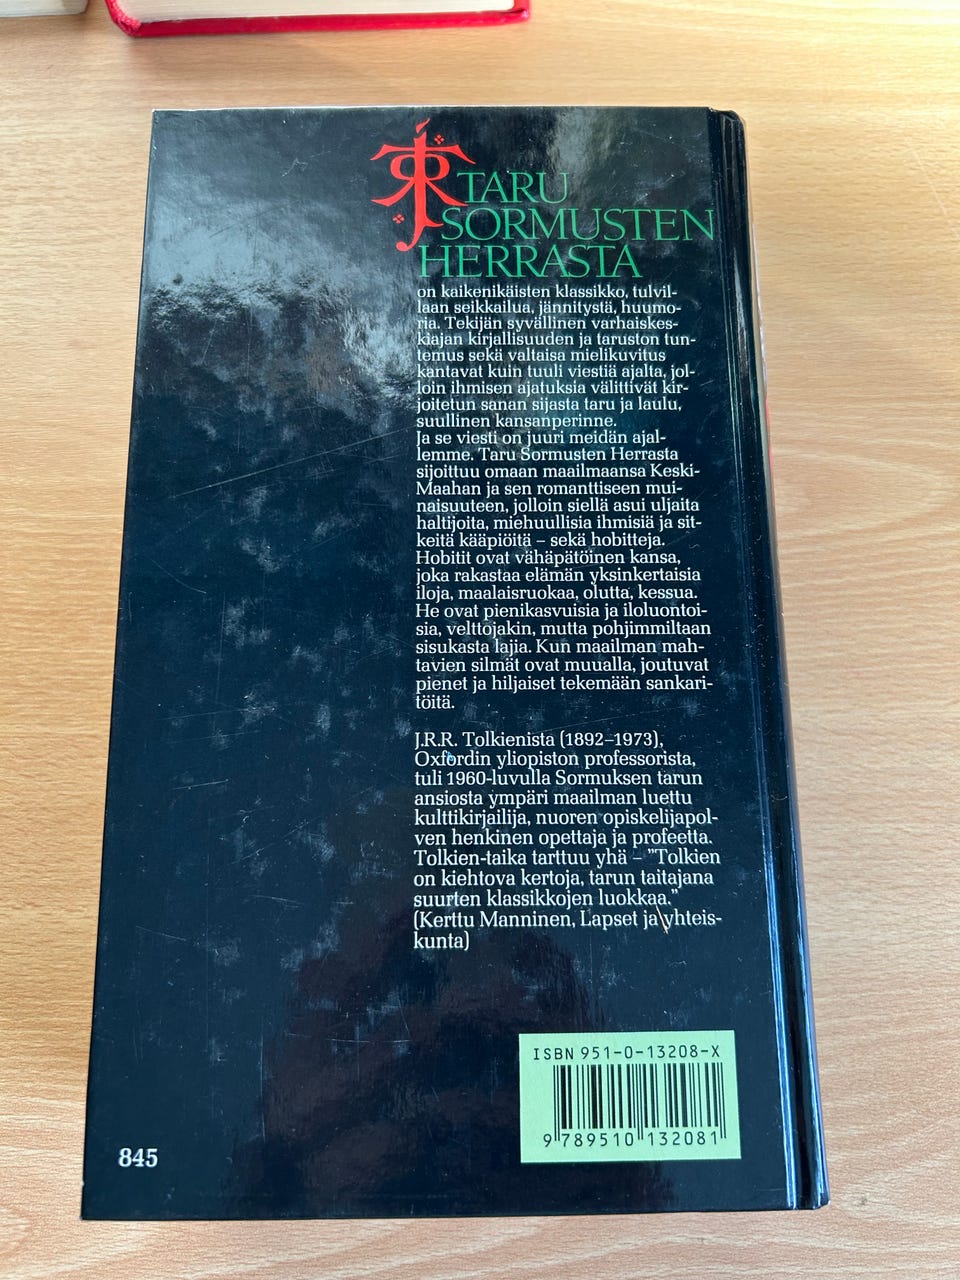 TARU
SORMUSTEN
HERRASTA
on kaikenikäisten klassikko, tulvil-
laan seikkailua, jännitystä, huumo-
ria. Tekijän syvällinen varhaiskes-
kiajan kirjallisuuden ja taruston tun-
temus sekä valtaisa mielikuvitus
kantavat kuin tuuli viestiä ajalta, jol-
loin ihmisen ajatuksia välittivät kir-
joitetun sanan sijasta taru ja laulu,
suullinen kansanperinne.
Ja se viesti on juuri meidän ajal-
lemme. Taru Sormusten Herrasta
sijoittuu omaan maailmaansa Keski-
Maahan ja sen romanttiseen mui-
naisuuteen, jolloin siellä asui uljaita
haltijoita, miehuullisia ihmisiä ja sit-
keitä kääpiöitä – sekä hobitteja.
Hobitit ovat vähäpätöinen kansa,
joka rakastaa elämän yksinkertaisia
iloja, maalaisruokaa, olutta, kessua.
He ovat pienikasvuisia ja iloluontoi-
sia, velttojakin, mutta pohjimmiltaan
sisukasta lajia. Kun maailman mah-
tavien silmät ovat muualla, joutuvat
pienet ja hiljaiset tekemään sankari-
töitä.
J.R.R. Tolkienista (1892–1973),
Oxfordin yliopiston professorista,
tuli 1960-luvulla Sormuksen tarun
ansiosta ympäri maailman luettu
kulttikirjailija, nuoren opiskelijapol-
ven henkinen opettaja ja profeetta.
Tolkien-taika tarttuu yhä – ”Tolkien
on kiehtova kertoja, tarun taitajana
suurten klassikkojen luokkaa.”
(Kerttu Manninen, Lapset ja yhteis-
kunta)
ISBN 951-0-13208-X
9 789510 132081
845